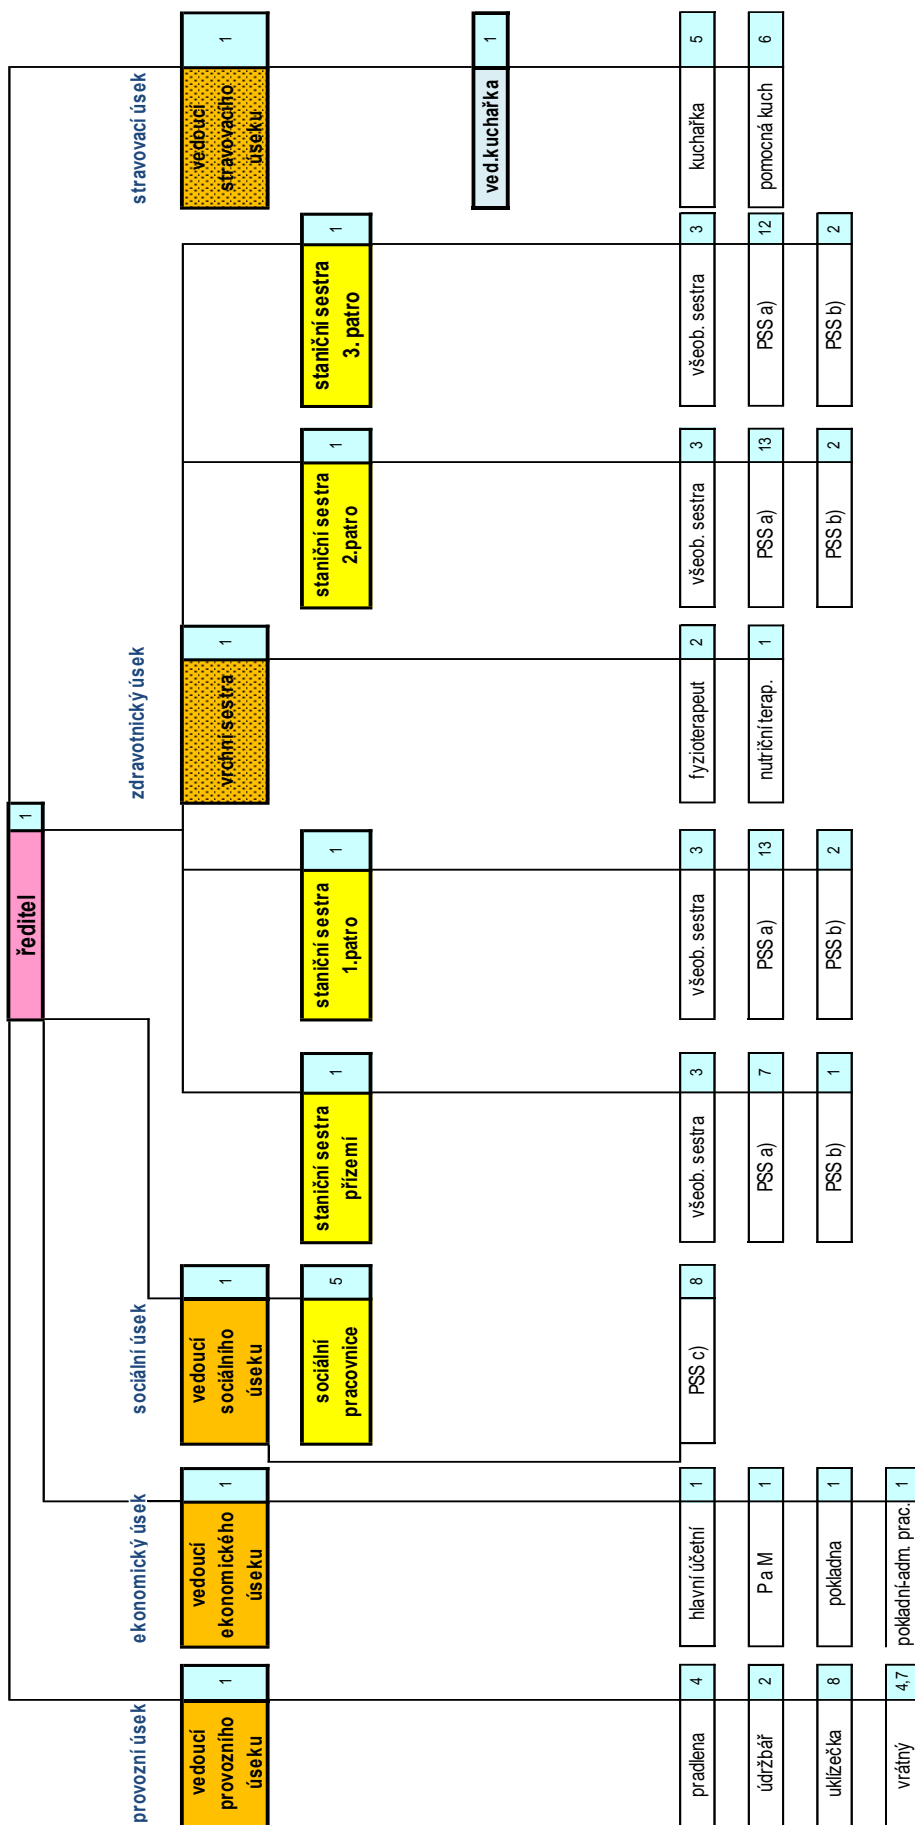 ředitel
1
provozní úsek
ekonomický úsek
sociální úsek
zdravotnický úsek
stravovací úsek
vedoucí
provozního
úseku
1
vedoucí
ekonomického
úseku
1
vedoucí
sociálního
úseku
1
vrchní sestra
1
vedoucí
stravovacího
úseku
1
sociální
pracovnice
5
staniční sestra
přízemí
1
staniční sestra
1.patro
1
staniční sestra
2.patro
1
staniční sestra
3. patro
1
ved.kuchařka
1
pradlena
4
hlavní účetní
1
PSS c)
8
všeob. sestra
3
všeob. sestra
3
fyzioterapeut
2
všeob. sestra
3
všeob. sestra
3
kuchařka
5
údržbář
2
P a M
1
PSS a)
7
PSS a)
13
nutriční terap.
1
PSS a)
13
PSS a)
12
pomocná kuch
6
uklízečka
8
pokladna
1
PSS b)
1
PSS b)
2
PSS b)
2
PSS b)
2
vrátný
4,7
pokladní-adm. prac.
1